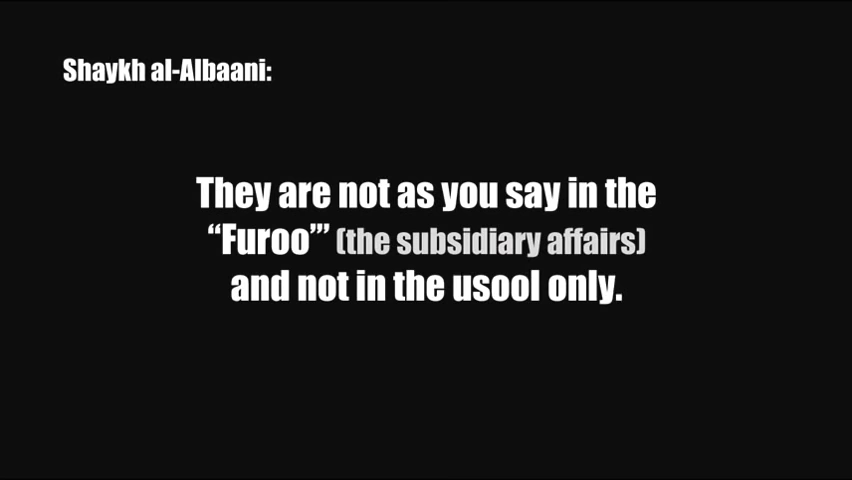 Shaykh al-Albaani:
They are not as you say in the
“Furoo’” (the subsidiary affairs)
and not in the usool only.